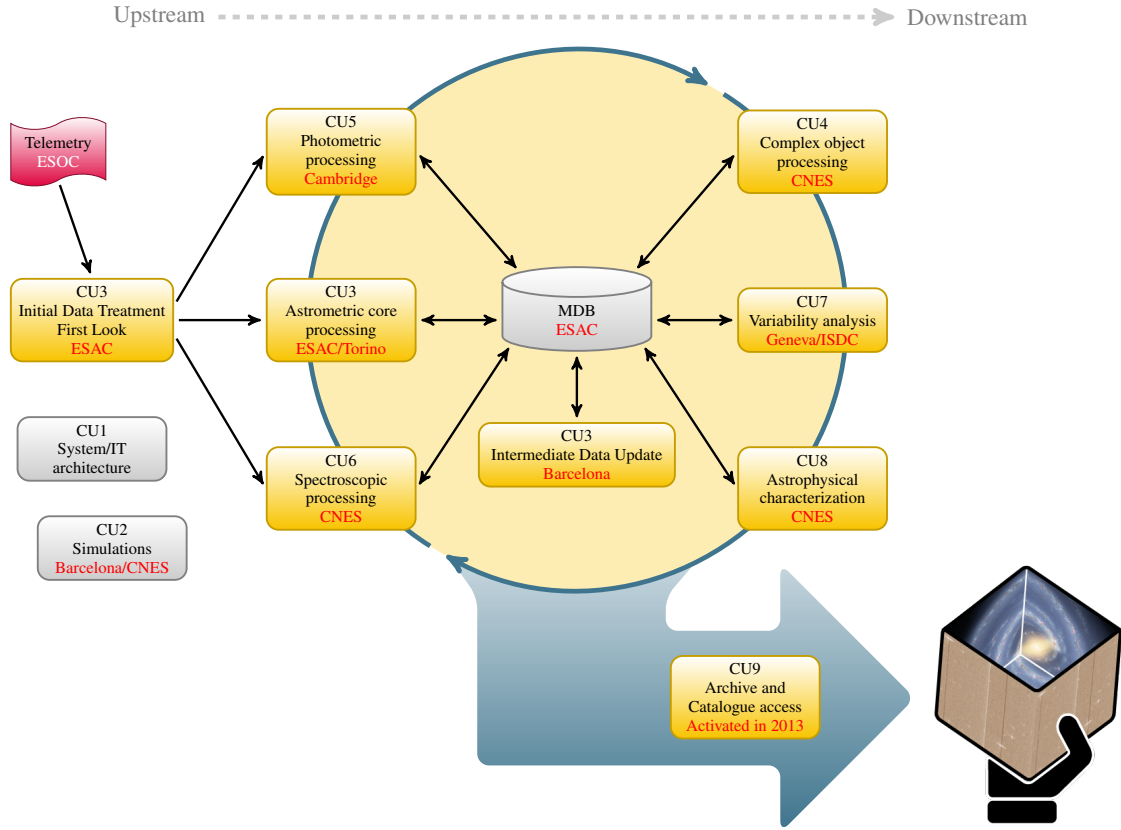 Upstream
Downstream
Telemetry
ESOC
CU5
Photometric
processing
Cambridge
CU4
Complex object
processing
CNES
CU3
Initial Data Treatment
First Look
ESAC
CU3
Astrometric core
processing
ESAC/Torino
MDB
ESAC
CU7
Variability analysis
Geneva/ISDC
CU1
System/IT
architecture
CU6
Spectroscopic
processing
CNES
CU3
Intermediate Data Update
Barcelona
CU8
Astrophysical
characterization
CNES
CU2
Simulations
Barcelona/CNES
CU9
Archive and
Catalogue access
Activated in 2013